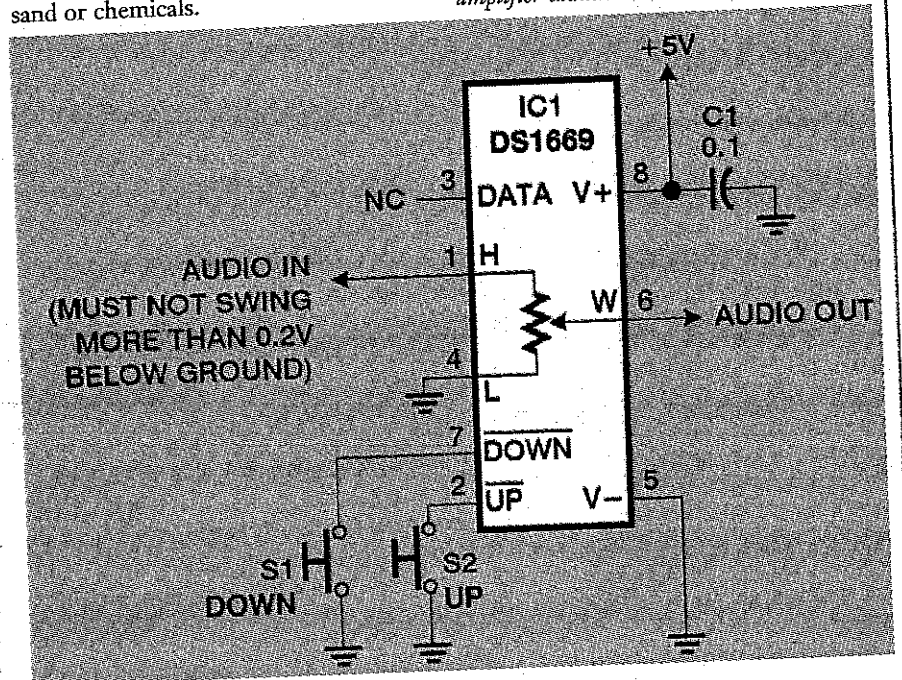 sand or chemicals.
amplifier
+5V
IC1
DS1669
C1
0.1
NC
3
DATA
V+
8
1
H
AUDIO IN
(MUST NOT SWING
MORE THAN 0.2V
BELOW GROUND)
W
6
AUDIO OUT
4
L
7
DOWN
2
UP
V–
5
S1
DOWN
S2
UP